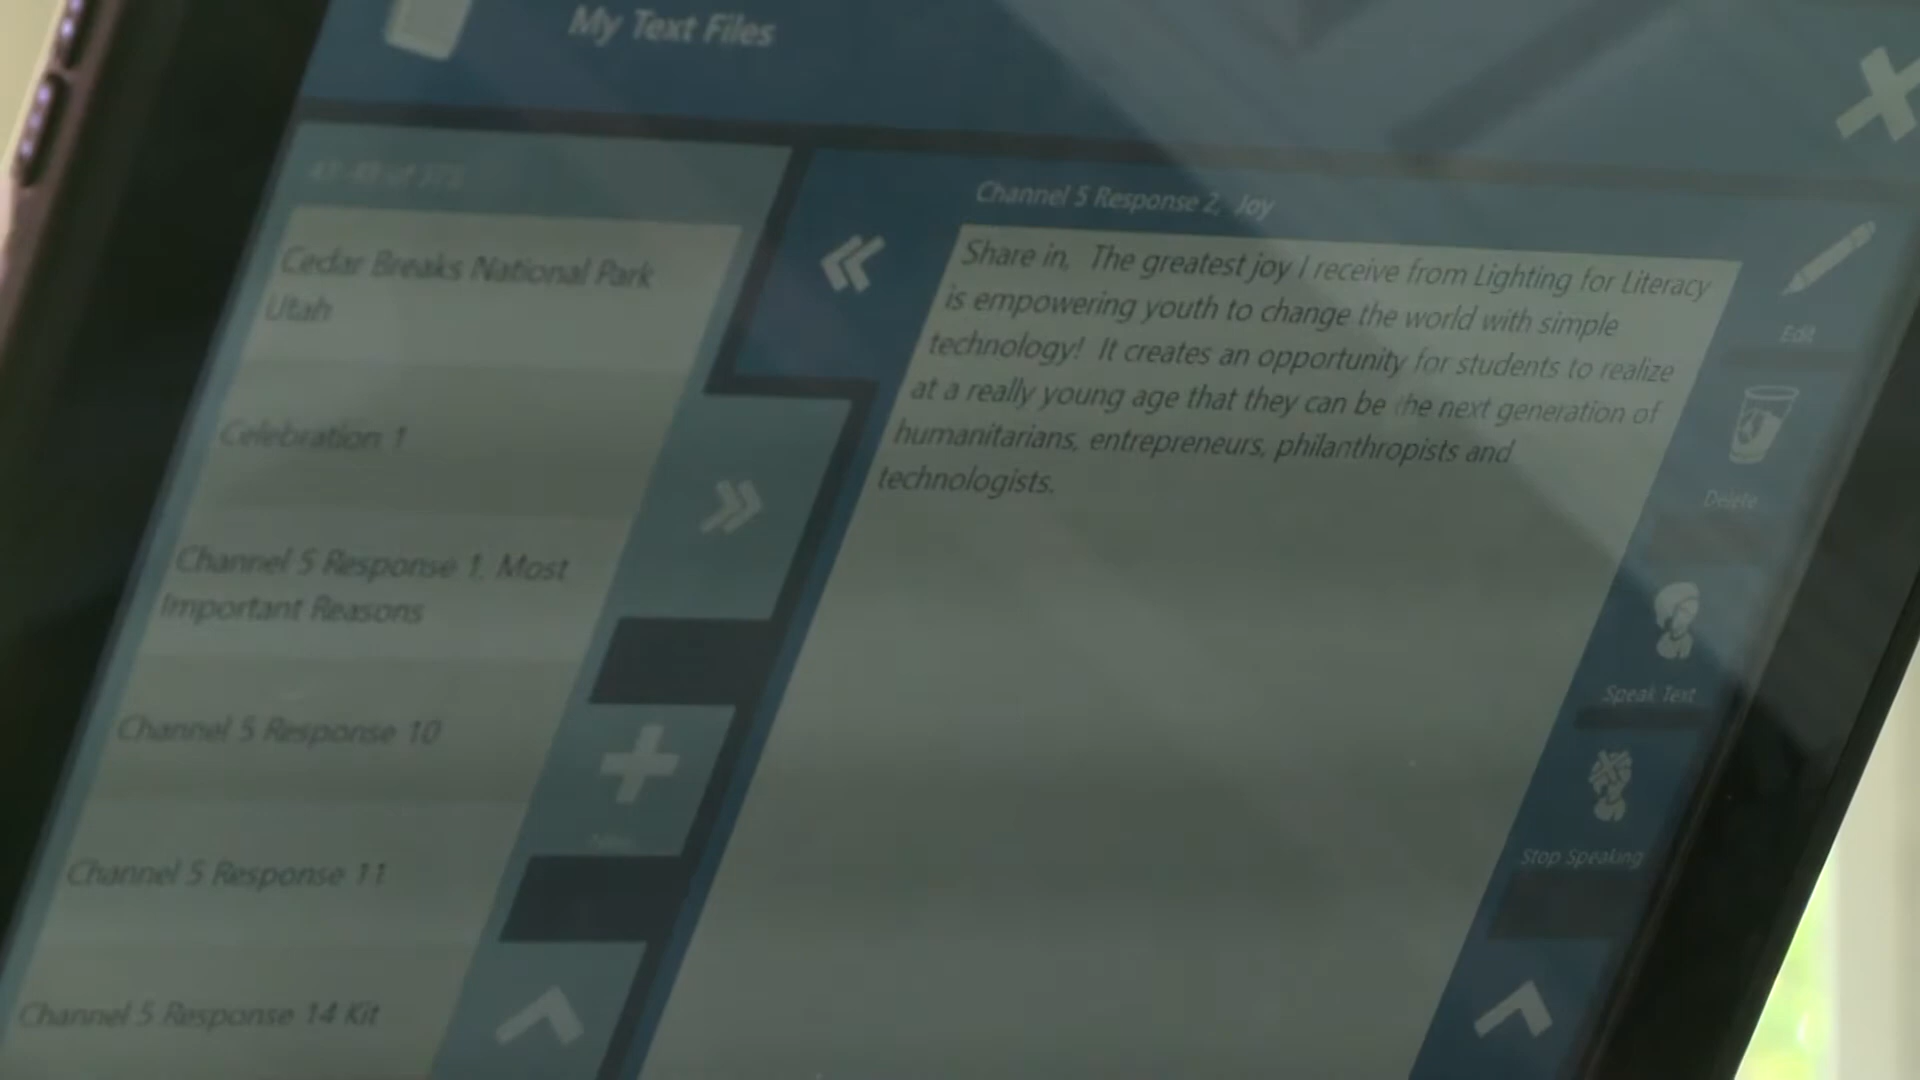 My Text Files
Cedar Breaks National Park
Utah
Celebration 1
Channel 5 Response 1, Most
Important Reasons
Channel 5 Response 10
Channel 5 Response 11
Channel 5 Response 14 Kit
Channel 5 Response 2, Joy
Share in. The greatest joy I receive from Lighting for Literacy
is empowering youth to change the world with simple
technology! It creates an opportunity for students to realize
at a really young age that they can be the next generation of
humanitarians, entrepreneurs, philanthropists and
technologists.
Edit
Delete
Speak Text
Stop Speaking